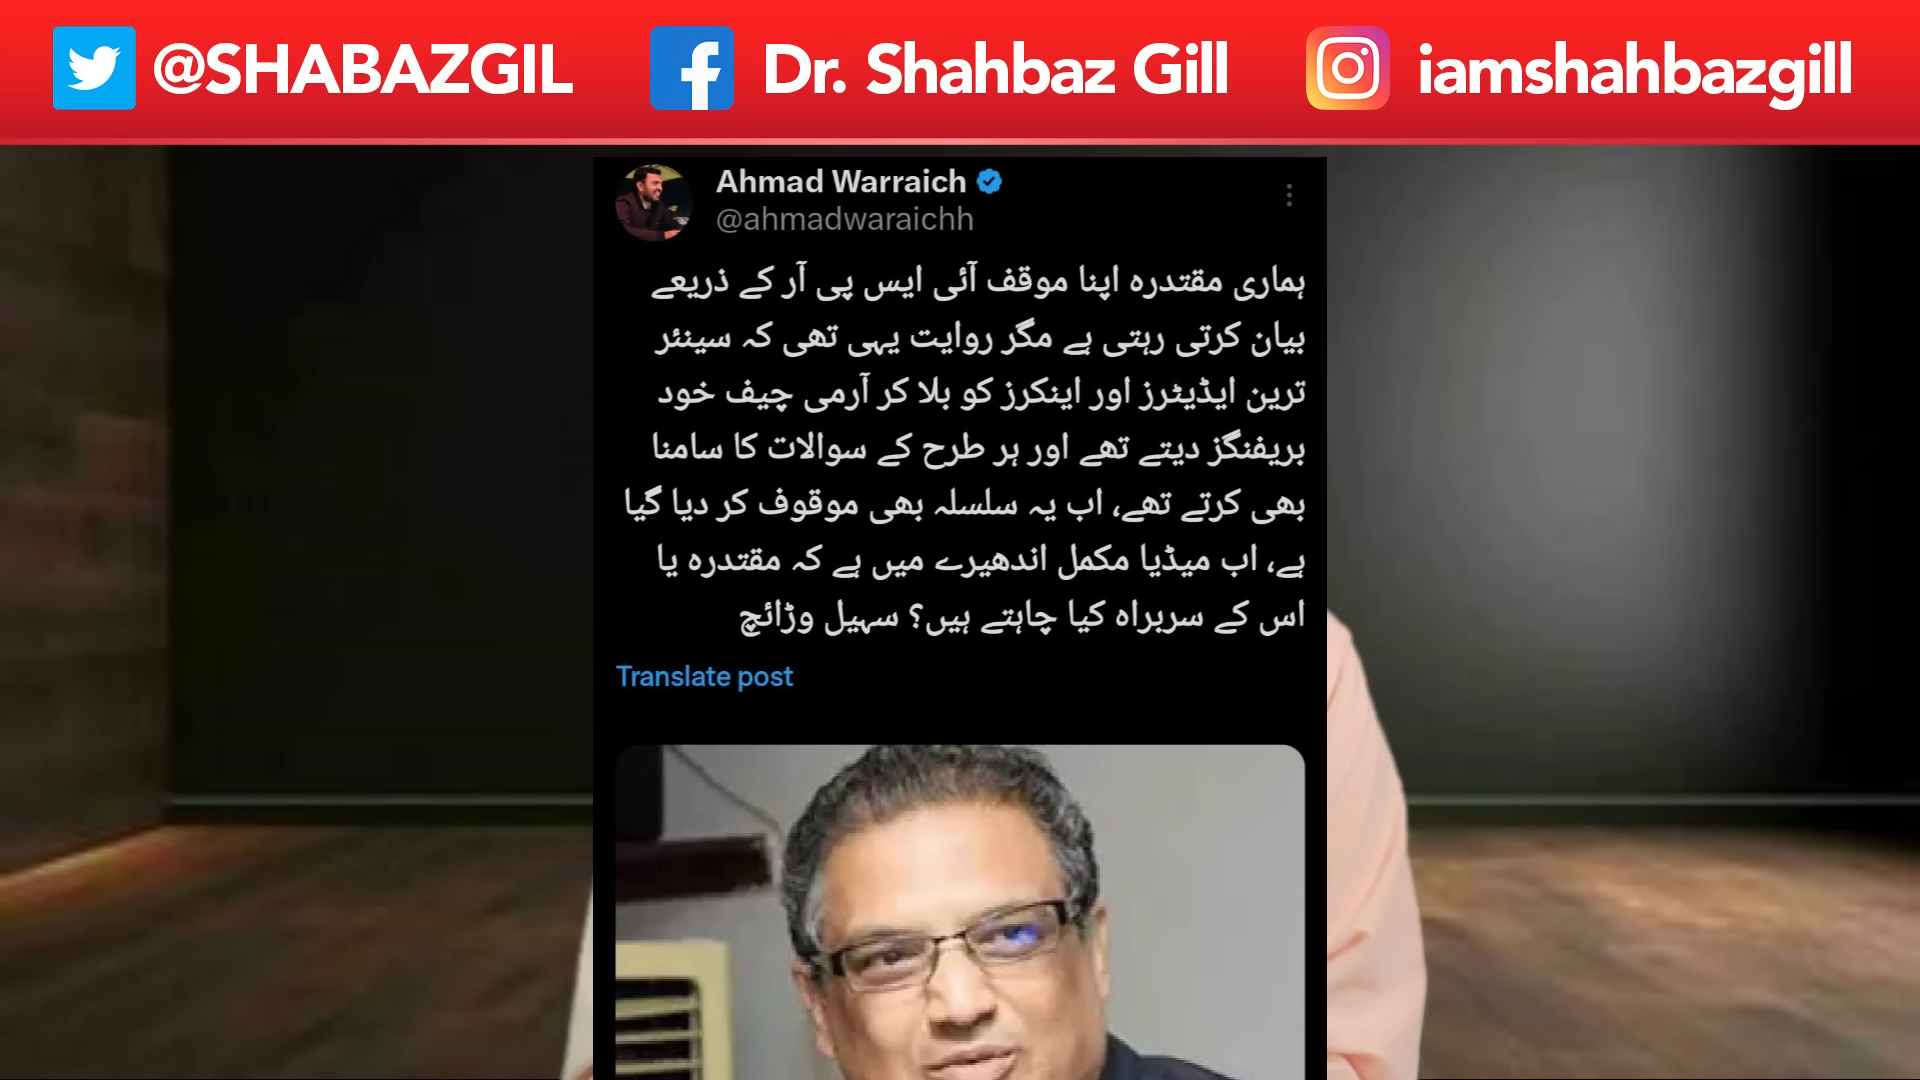 @SHABAZGIL
Dr. Shahbaz Gill
iamshahbazgill
Ahmad Warraich
@ahmadwaraichh
ہماری مقتدرہ اپنا موقف آئی ایس پی آر کے ذریعے
بیان کرتی رہتی ہے مگر روایت یہی تھی کہ سینئر
ترین ایڈیٹرز اور اینکرز کو بلا کر آرمی چیف خود
بریفنگز دیتے تھے اور ہر طرح کے سوالات کا سامنا
بھی کرتے تھے، اب یہ سلسلہ بھی موقوف کر دیا گیا
ہے، اب میڈیا مکمل اندھیرے میں ہے کہ مقتدرہ یا
اس کے سربراہ کیا چاہتے ہیں؟ سہیل وڑائچ
Translate post